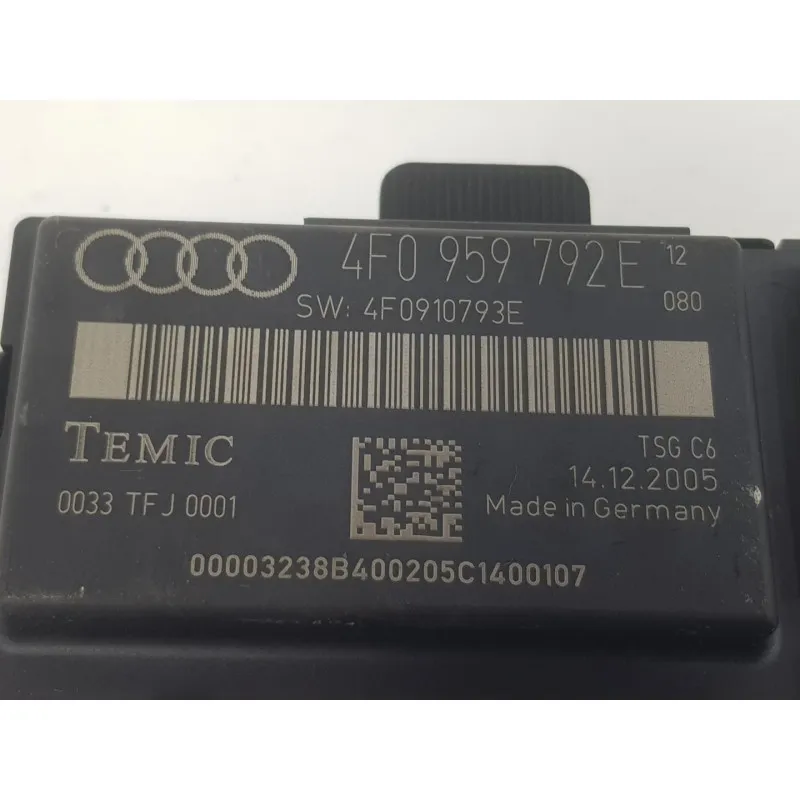 4F0 959 792E 12
SW: 4F0910793E 080
TEMIC TSG C6
14.12.2005
0033 TFJ 0001 Made in Germany
00003238B400205C1400107